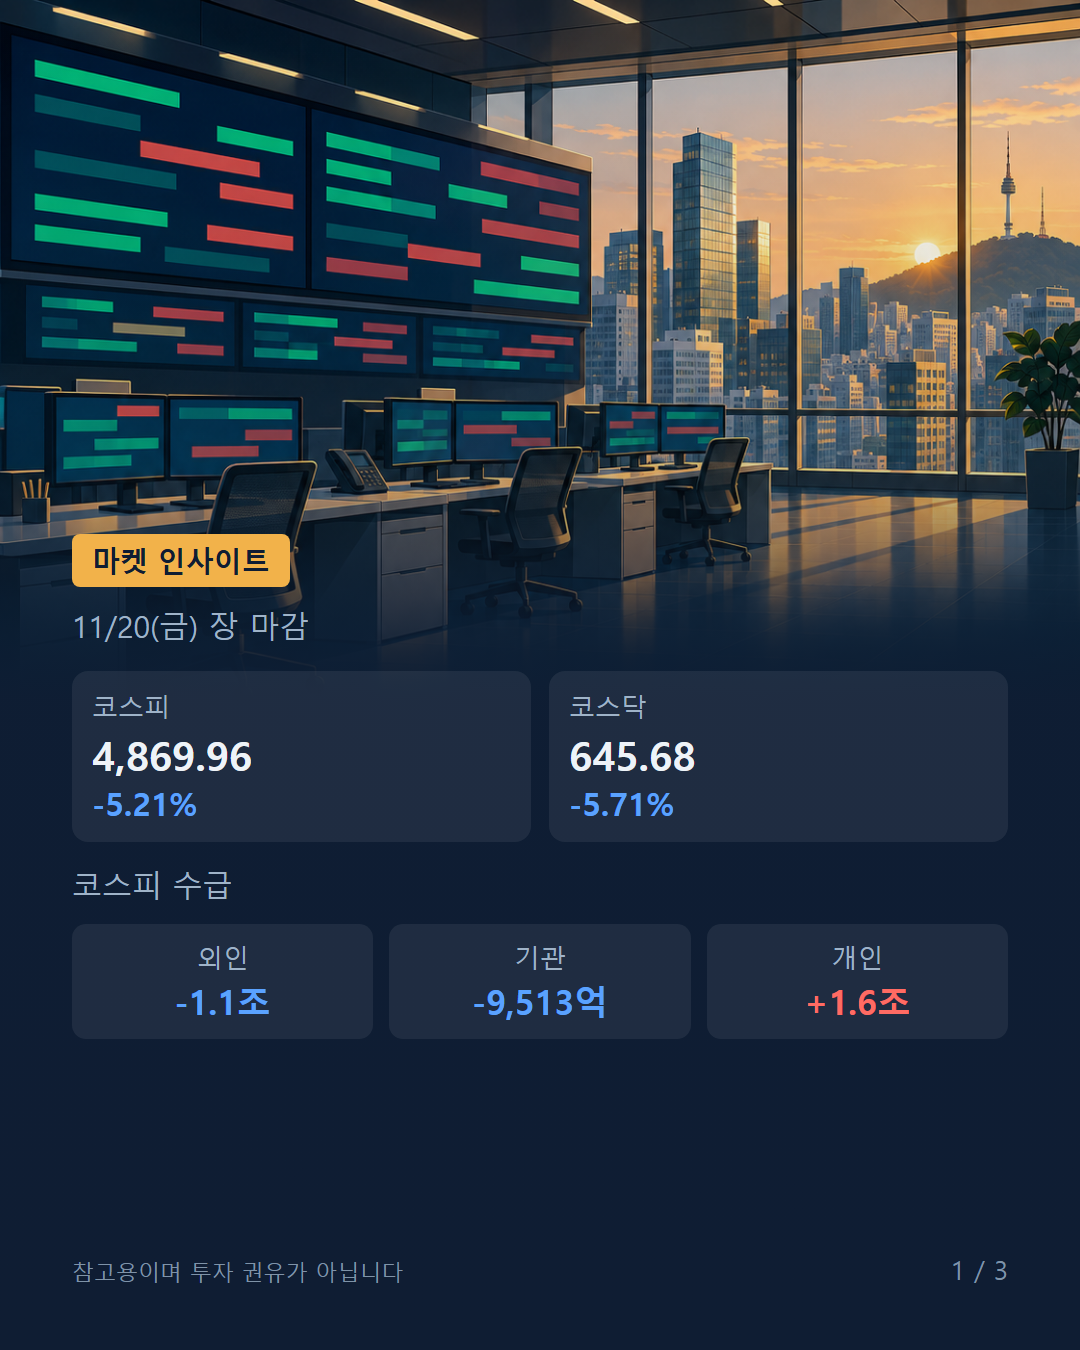 마켓 인사이트
11/20(금) 장 마감
코스피
4,869.96
-5.21%
코스닥
645.68
-5.71%
코스피 수급
외인
-1.1조
기관
-9,513억
개인
+1.6조
참고용이며 투자 권유가 아닙니다
1 / 3